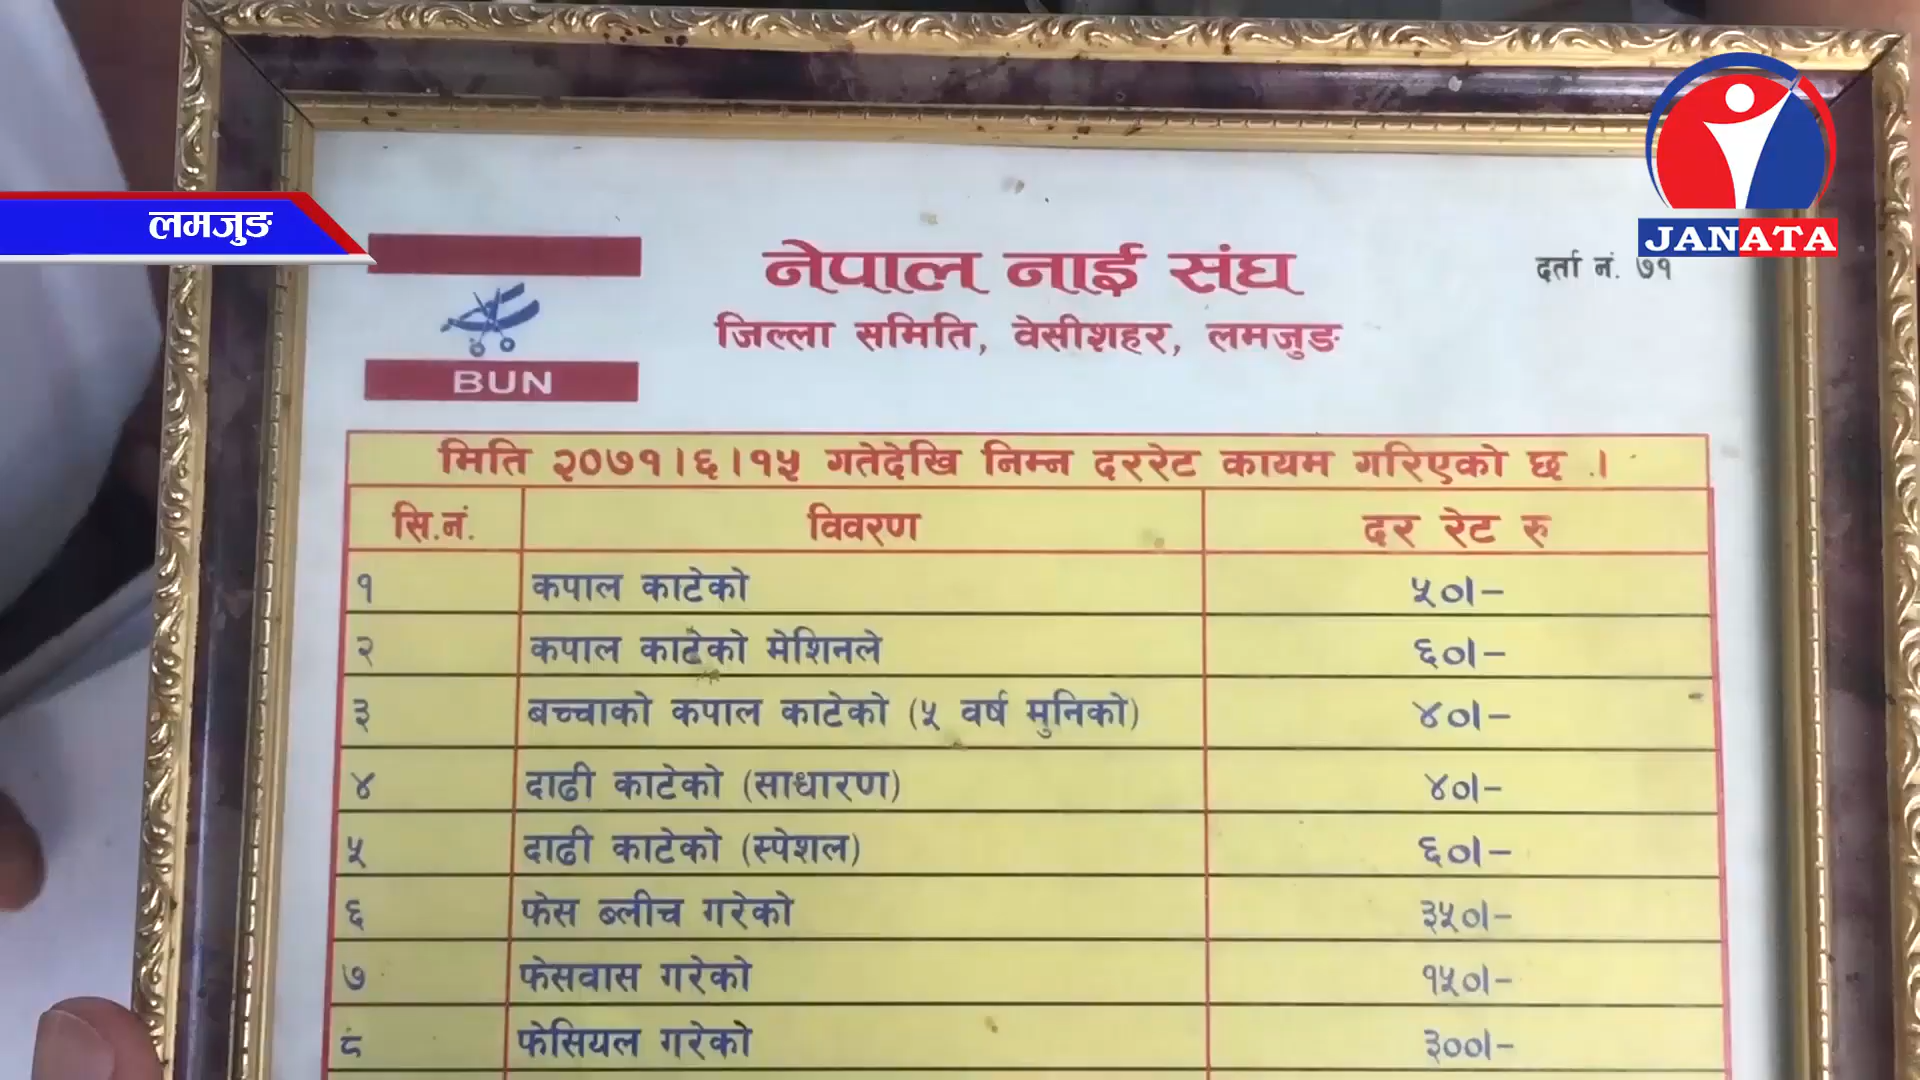 JANATA
लमजुङ
नेपाल नाई संघ
दर्ता नं. ७१
जिल्ला समिति, वेसीशहर, लमजुङ
BUN
मिति २०७१।६।१५ गतेदेखि निम्न दररेट कायम गरिएको छ ।
सि.नं. विवरण दर रेट रु
१ कपाल काटेको ५०।-
२ कपाल काटेको मेशिनले ६०।-
३ बच्चाको कपाल काटेको (५ वर्ष मुनिको) ४०।-
४ दाढी काटेको (साधारण) ४०।-
५ दाढी काटेको (स्पेशल) ६०।-
६ फेस ब्लीच गरेको ३५०।-
७ फेसवास गरेको १५०।-
८ फेसियल गरेको ३००।-